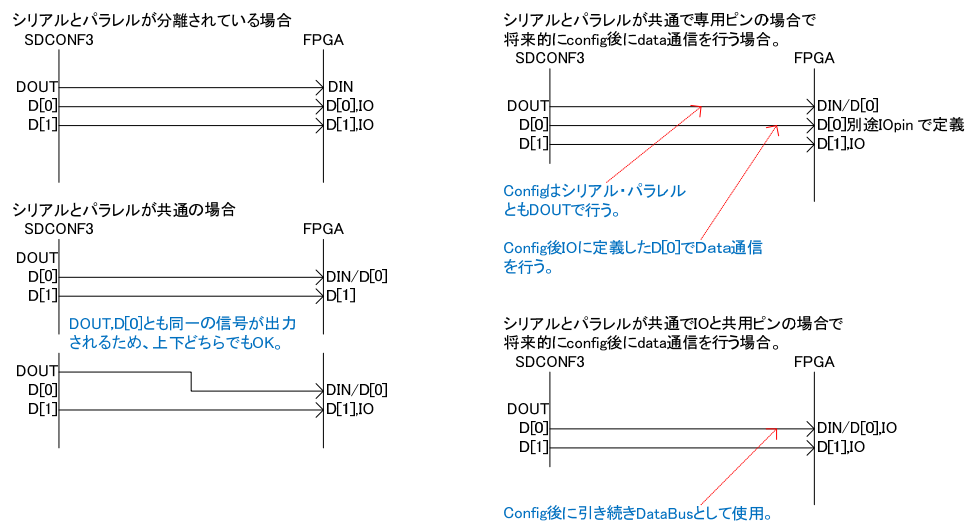 シリアルとパラレルが分離されている場合
SDCONF3 FPGA
DOUT DIN
D[0] D[0],IO
D[1] D[1],IO
シリアルとパラレルが共通の場合
SDCONF3 FPGA
DOUT
D[0] DIN/D[0]
D[1] D[1]
DOUT,D[0]とも同一の信号が出力
されるため、上下どちらでもOK。
DOUT
D[0] DIN/D[0]
D[1] D[1],IO
シリアルとパラレルが共通で専用ピンの場合で
将来的にconfig後にdata通信を行う場合。
SDCONF3 FPGA
DOUT DIN/D[0]
D[0] D[0]別途IOpin で定義
D[1] D[1],IO
Configはシリアル・パラレル
ともDOUTで行う。
Config後IOに定義したD[0]でData通信
を行う。
シリアルとパラレルが共通でIOと共用ピンの場合で
将来的にconfig後にdata通信を行う場合。
SDCONF3 FPGA
DOUT
D[0] DIN/D[0],IO
D[1] D[1],IO
Config後に引き続きDataBusとして使用。